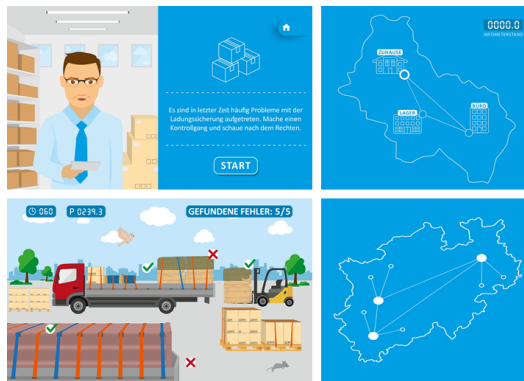 Es sind in letzter Zeit häufig Probleme mit der
Ladungssicherung aufgetreten. Mache einen
Kontrollgang und schaue nach dem Rechten.
START
0000.0
ZUHAUSE
LAGER
BÜRO
060
P 0239.3
GEFUNDENE FEHLER: 5/5